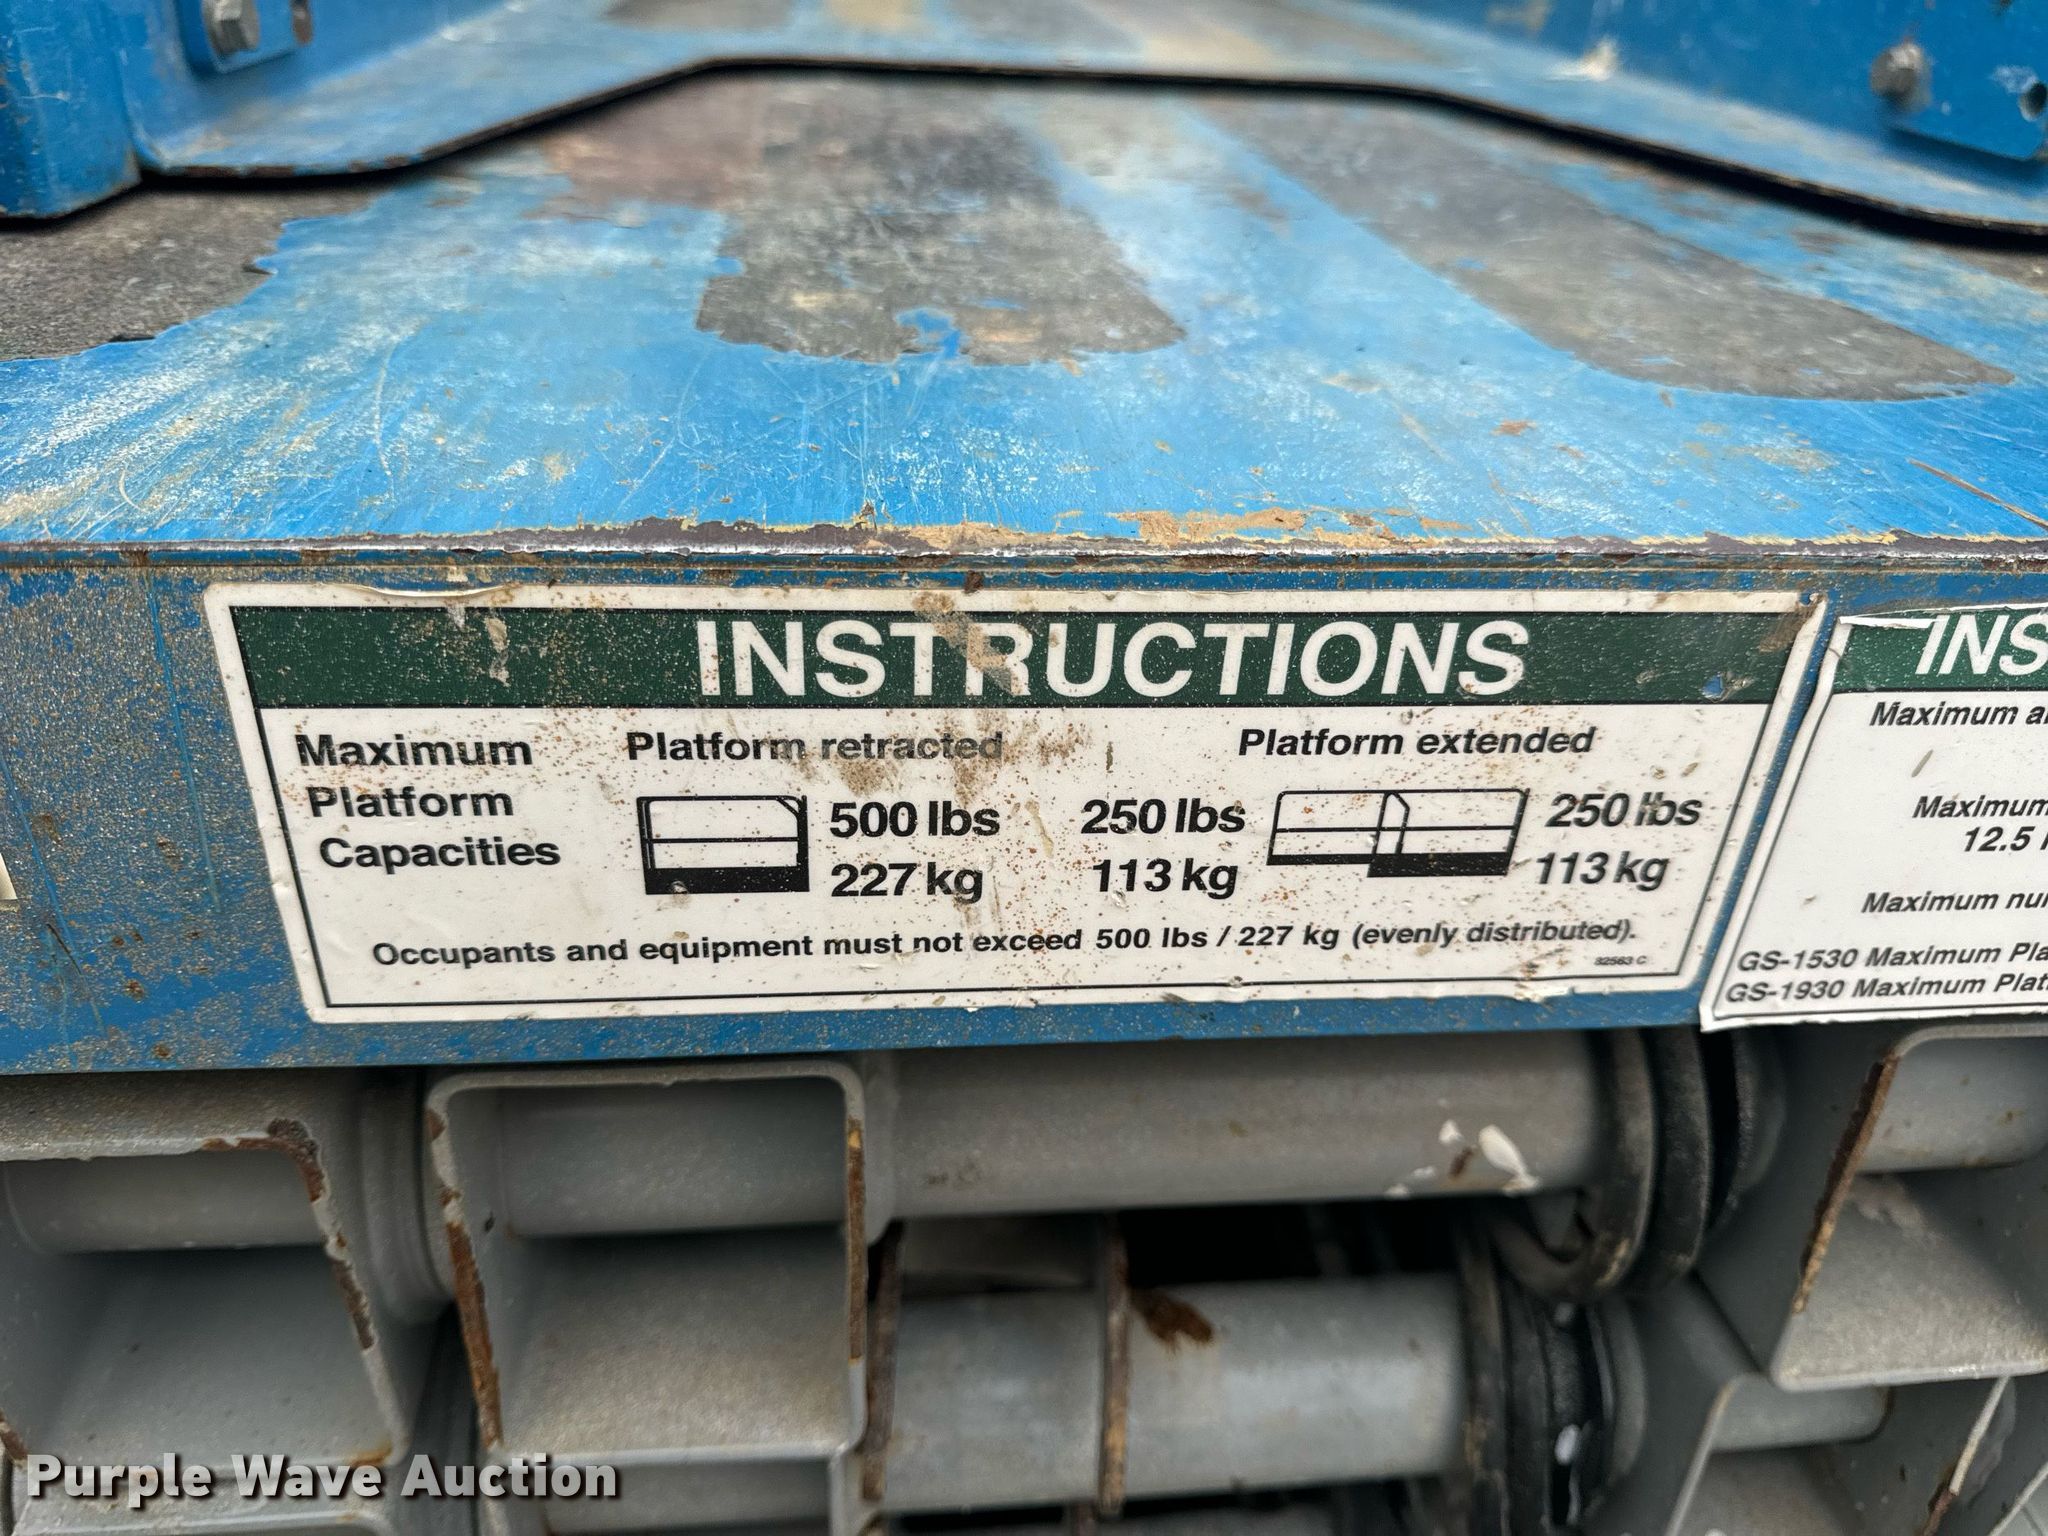 INSTRUCTIONS
Maximum
Platform
Capacities
Platform retracted
500 lbs
227 kg
Platform extended
250 lbs
113 kg
250 lbs
113 kg
Occupants and equipment must not exceed 500 lbs / 227 kg (evenly distributed).
82563 C
INS
Maximum
Maximum
12.5
Maximum
GS-1530 Maximum
GS-1930 Maximum
Purple Wave Auction